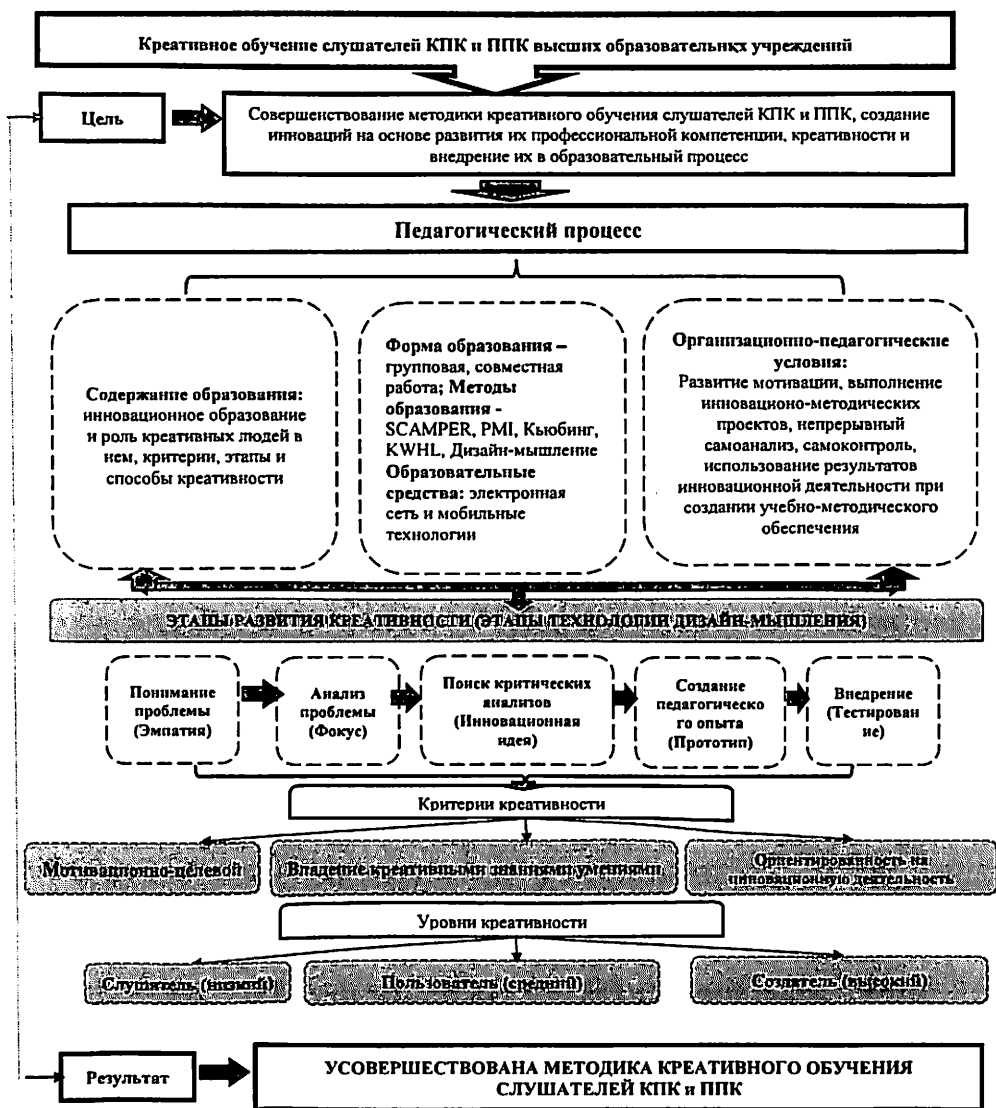 Креативное обучение слушателей КПК и ППК высших образовательнх учреждений
Цель
Совершенствование методики креативного обучения слушателей КПК и ППК, создание
инноваций на основе развития их профессиональной компетенции, креативности и
внедрение их в образовательный процесс
Педагогический процесс
Содержание образования:
инновационное образование
и роль креативных людей в
нем, критерии, этапы и
способы креативности
Форма образования –
групповая, совместная
работа; Методы
образования -
SCAMPER, PMI, Кьюбинг,
KWHL, Дизайн-мышление
Образовательные
средства: электронная
сеть и мобильные
технологии
Организационно-педагогические
условия:
Развитие мотивации, выполнение
инновационо-методических
проектов, непрерывный
самоанализ, самоконтроль,
использование результатов
инновационной деятельности при
создании учебно-методического
обеспечения
ЭТАПЫ РАЗВИТИЯ КРЕАТИВНОСТИ (ЭТАПЫ ТЕХНОЛОГИИ ДИЗАЙН-МЫШЛЕНИЯ)
Понимание
проблемы
(Эмпатия)
Анализ
проблемы
(Фокус)
Поиск критических
анализов
(Инновационная
идея)
Создание
педагогическо
го опыта
(Прототип)
Внедрение
(Тестирован
ие)
Критерии креативности
Мотивационно-целевой
Владение креативными знаниями умениями
Ориентированность на
инновационную деятельность
Уровни креативности
Слушатель (низкий)
Пользователь (средний)
Созлятель (высокий)
Результат
УСОВЕРШЕСТВОВАНА МЕТОДИКА КРЕАТИВНОГО ОБУЧЕНИЯ
СЛУШАТЕЛЕЙ КПК и ППК